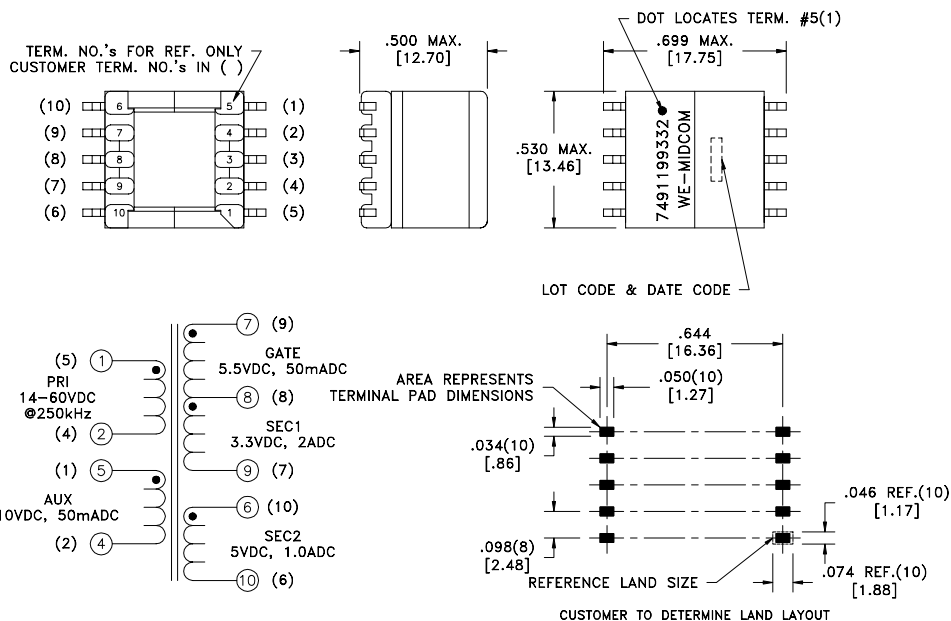 DOT LOCATES TERM. #5(1)
TERM. NO.'s FOR REF. ONLY
CUSTOMER TERM. NO.'s IN ( )
.500 MAX.
[12.70]
.699 MAX.
[17.75]
(10) 6 5 (1)
(9) 7 4 (2)
(8) 8 3 (3)
(7) 9 2 (4)
(6) 10 1 (5)
.530 MAX.
[13.46]
7491199332
WE-MIDCOM
LOT CODE & DATE CODE
7 (9)
GATE
5.5VDC, 50mADC
(5) 1
PRI
14-60VDC
@250kHz
(4) 2
8 (8)
SEC1
3.3VDC, 2ADC
9 (7)
(1) 5
AUX
10VDC, 50mADC
(2) 4
6 (10)
SEC2
5VDC, 1.0ADC
10 (6)
.644
[16.36]
AREA REPRESENTS
TERMINAL PAD DIMENSIONS
.050(10)
[1.27]
.034(10)
[.86]
.046 REF.(10)
[1.17]
.098(8)
[2.48]
REFERENCE LAND SIZE
.074 REF.(10)
[1.88]
CUSTOMER TO DETERMINE LAND LAYOUT